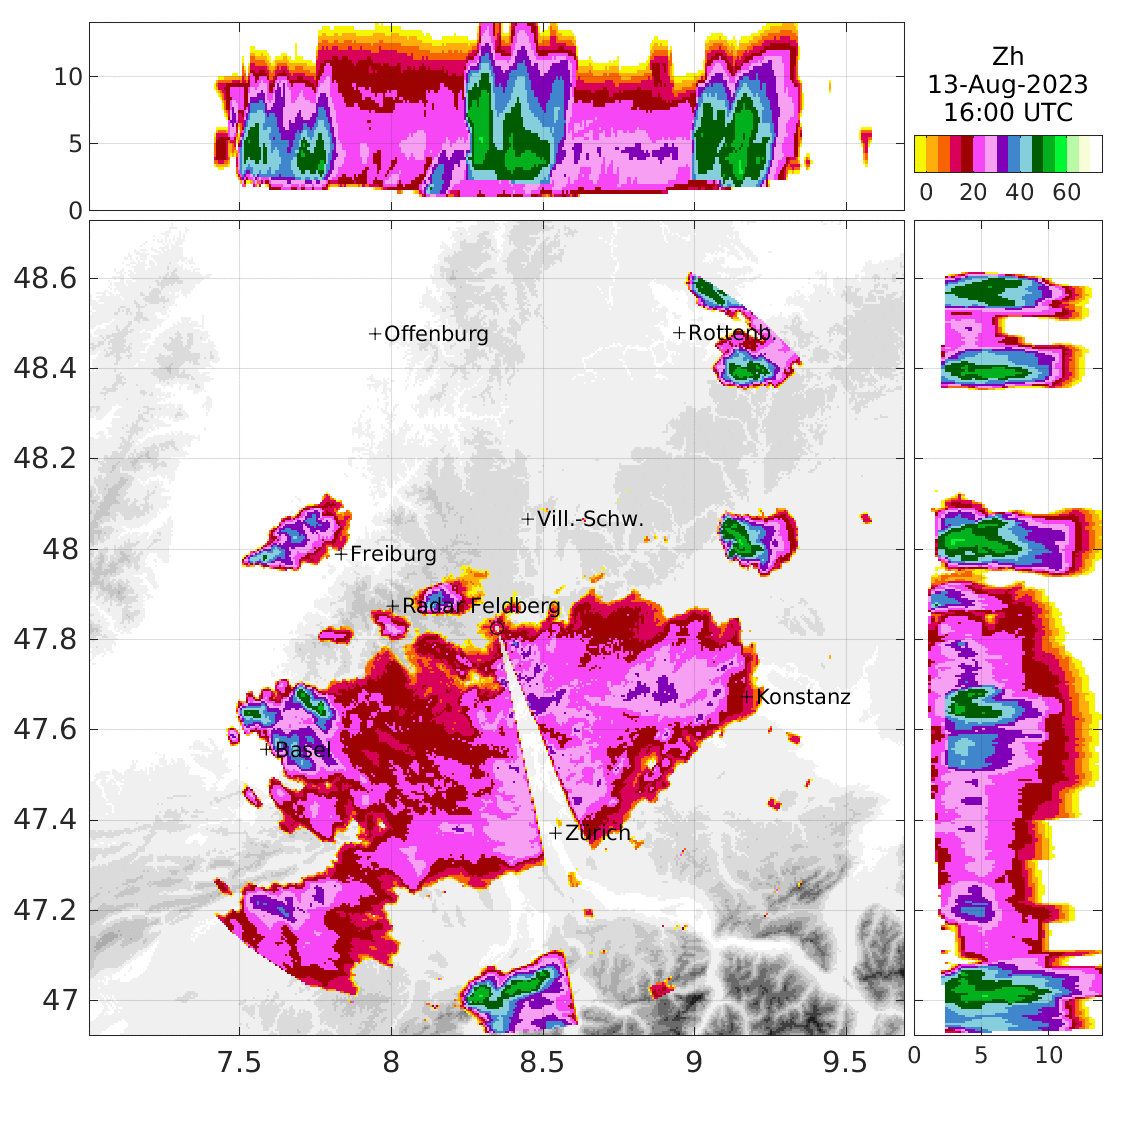 10
5
0
Zh
13-Aug-2023
16:00 UTC
0 20 40 60
48.6
48.4
48.2
48
47.8
47.6
47.4
47.2
47
+Offenburg
+Rottenb.
+Vill.-Schw.
+Freiburg
+Radar Feldberg
+Konstanz
+Basel
+Zürich
7.5 8 8.5 9 9.5
0 5 10